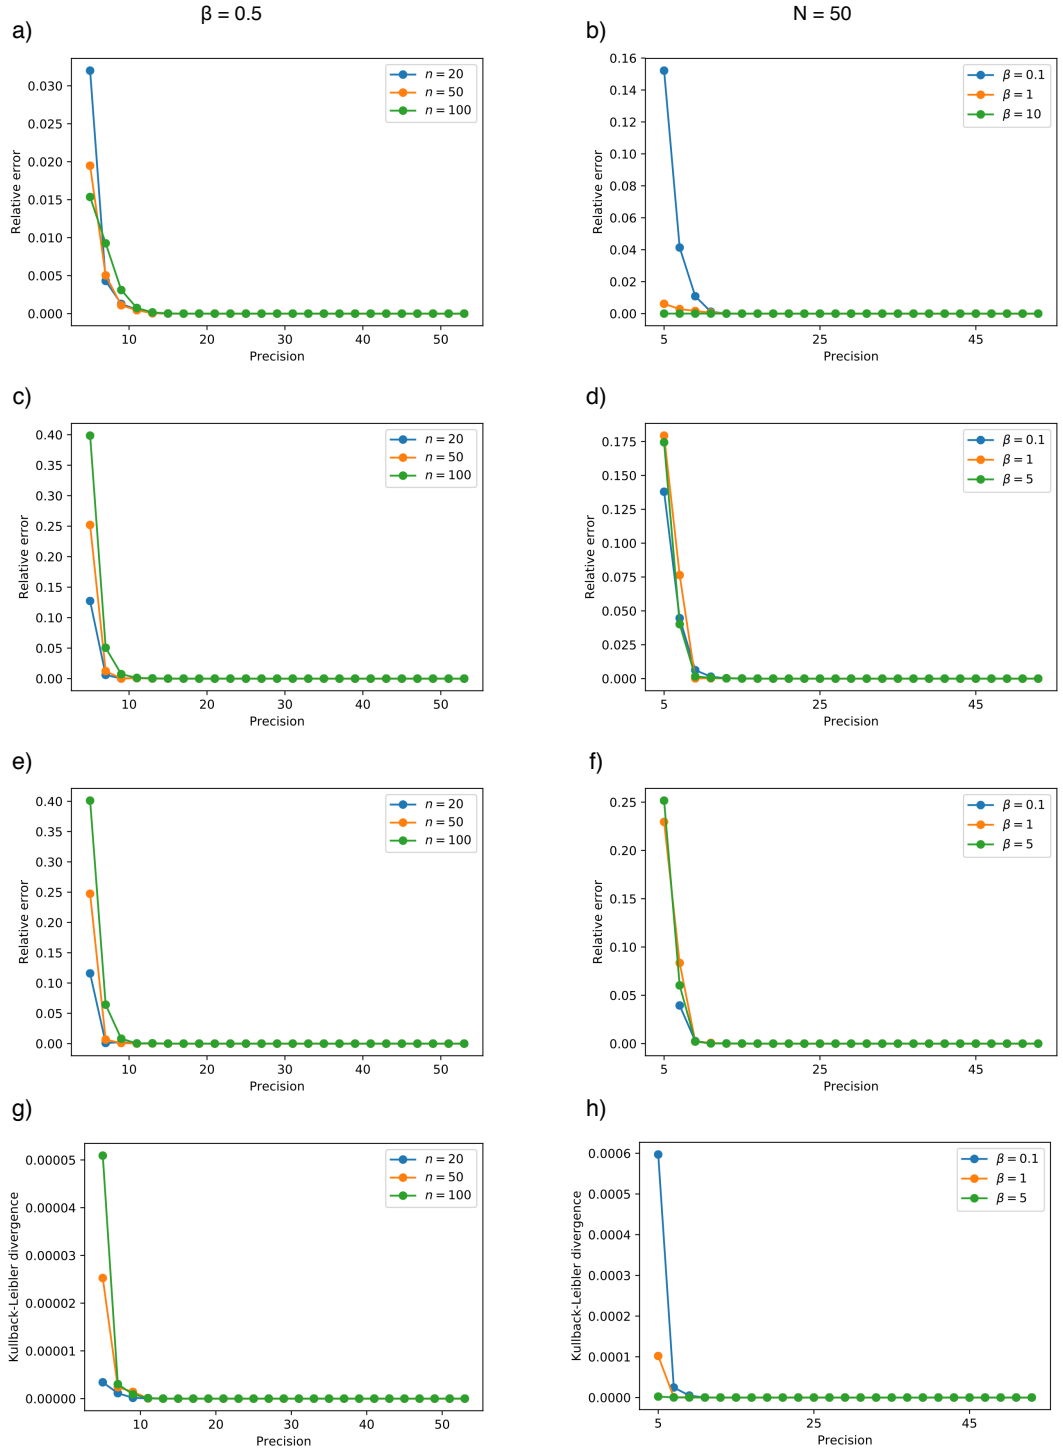 β = 0.5
N = 50
a)
0.030
0.025
0.020
0.015
0.010
0.005
0.000
10
20
30
40
50
Relative error
Precision
n = 20
n = 50
n = 100
b)
0.16
0.14
0.12
0.10
0.08
0.06
0.04
0.02
0.00
5
25
45
Relative error
Precision
β = 0.1
β = 1
β = 10
c)
0.40
0.35
0.30
0.25
0.20
0.15
0.10
0.05
0.00
10
20
30
40
50
Relative error
Precision
n = 20
n = 50
n = 100
d)
0.175
0.150
0.125
0.100
0.075
0.050
0.025
0.000
5
25
45
Relative error
Precision
β = 0.1
β = 1
β = 5
e)
0.40
0.35
0.30
0.25
0.20
0.15
0.10
0.05
0.00
10
20
30
40
50
Relative error
Precision
n = 20
n = 50
n = 100
f)
0.25
0.20
0.15
0.10
0.05
0.00
5
25
45
Relative error
Precision
β = 0.1
β = 1
β = 5
g)
0.00005
0.00004
0.00003
0.00002
0.00001
0.00000
10
20
30
40
50
Kullback-Leibler divergence
Precision
n = 20
n = 50
n = 100
h)
0.0006
0.0005
0.0004
0.0003
0.0002
0.0001
0.0000
5
25
45
Kullback-Leibler divergence
Precision
β = 0.1
β = 1
β = 5